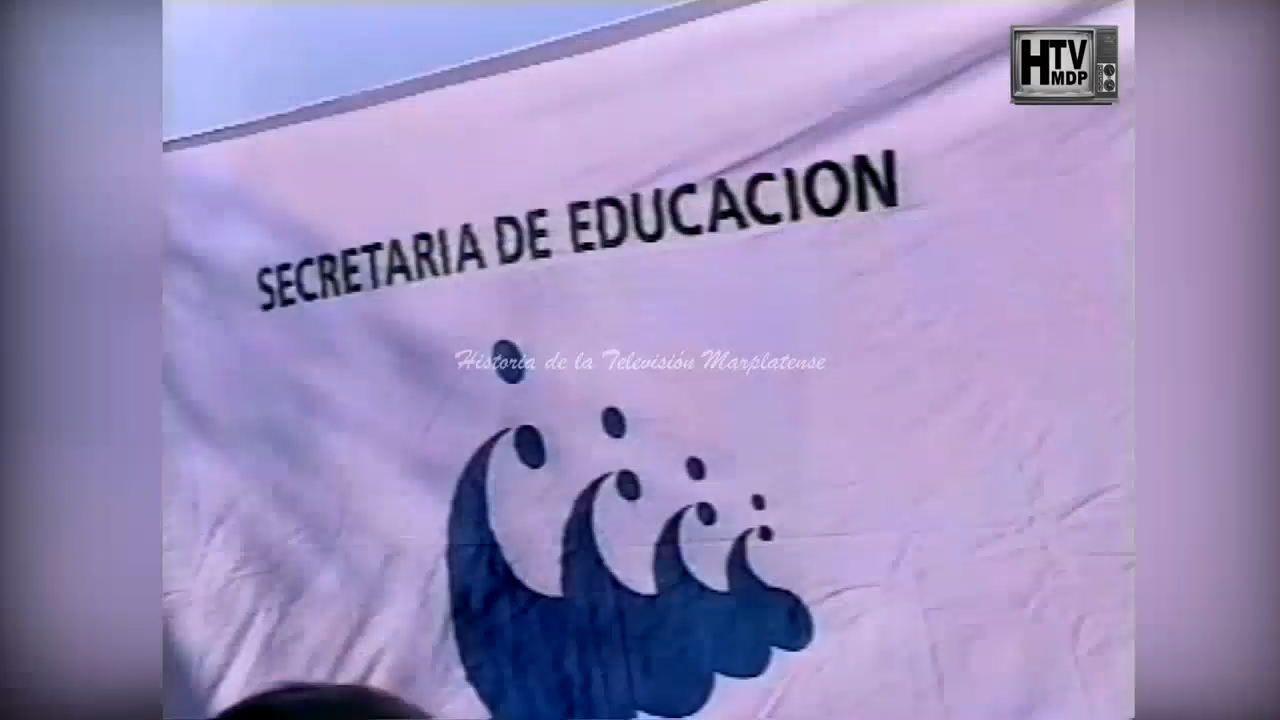 HTV
MDP
SECRETARIA DE EDUCACION
Historia de la Televisión Marplatense